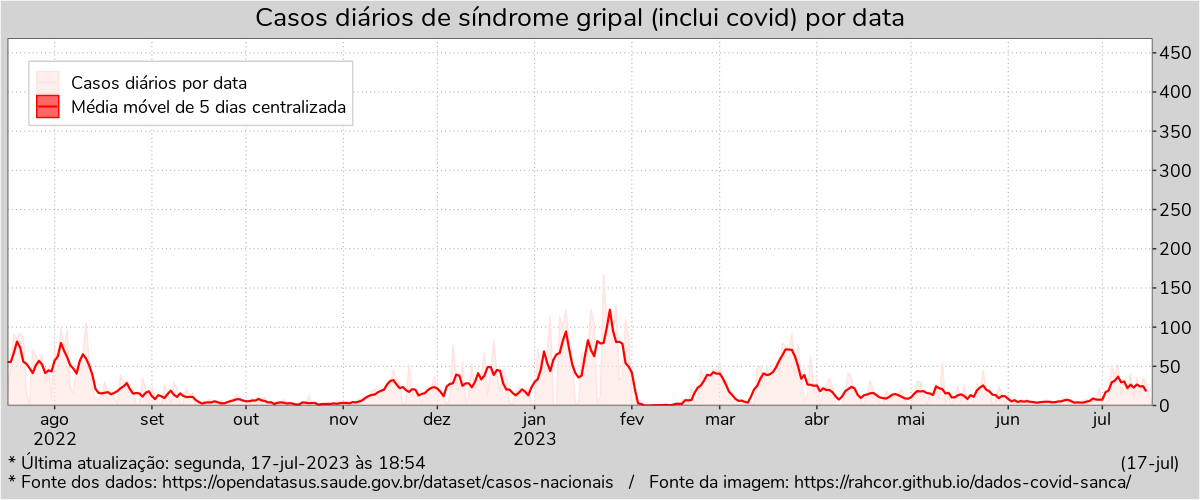 Casos diários de síndrome gripal (inclui covid) por data
Casos diários por data
Média móvel de 5 dias centralizada
450
400
350
300
250
200
150
100
50
0
ago set out nov dez jan fev mar abr mai jun jul
2022 2023
* Última atualização: segunda, 17-jul-2023 às 18:54 (17-jul)
* Fonte dos dados: https://opendatasus.saude.gov.br/dataset/casos-nacionais / Fonte da imagem: https://rahcor.github.io/dados-covid-sanca/